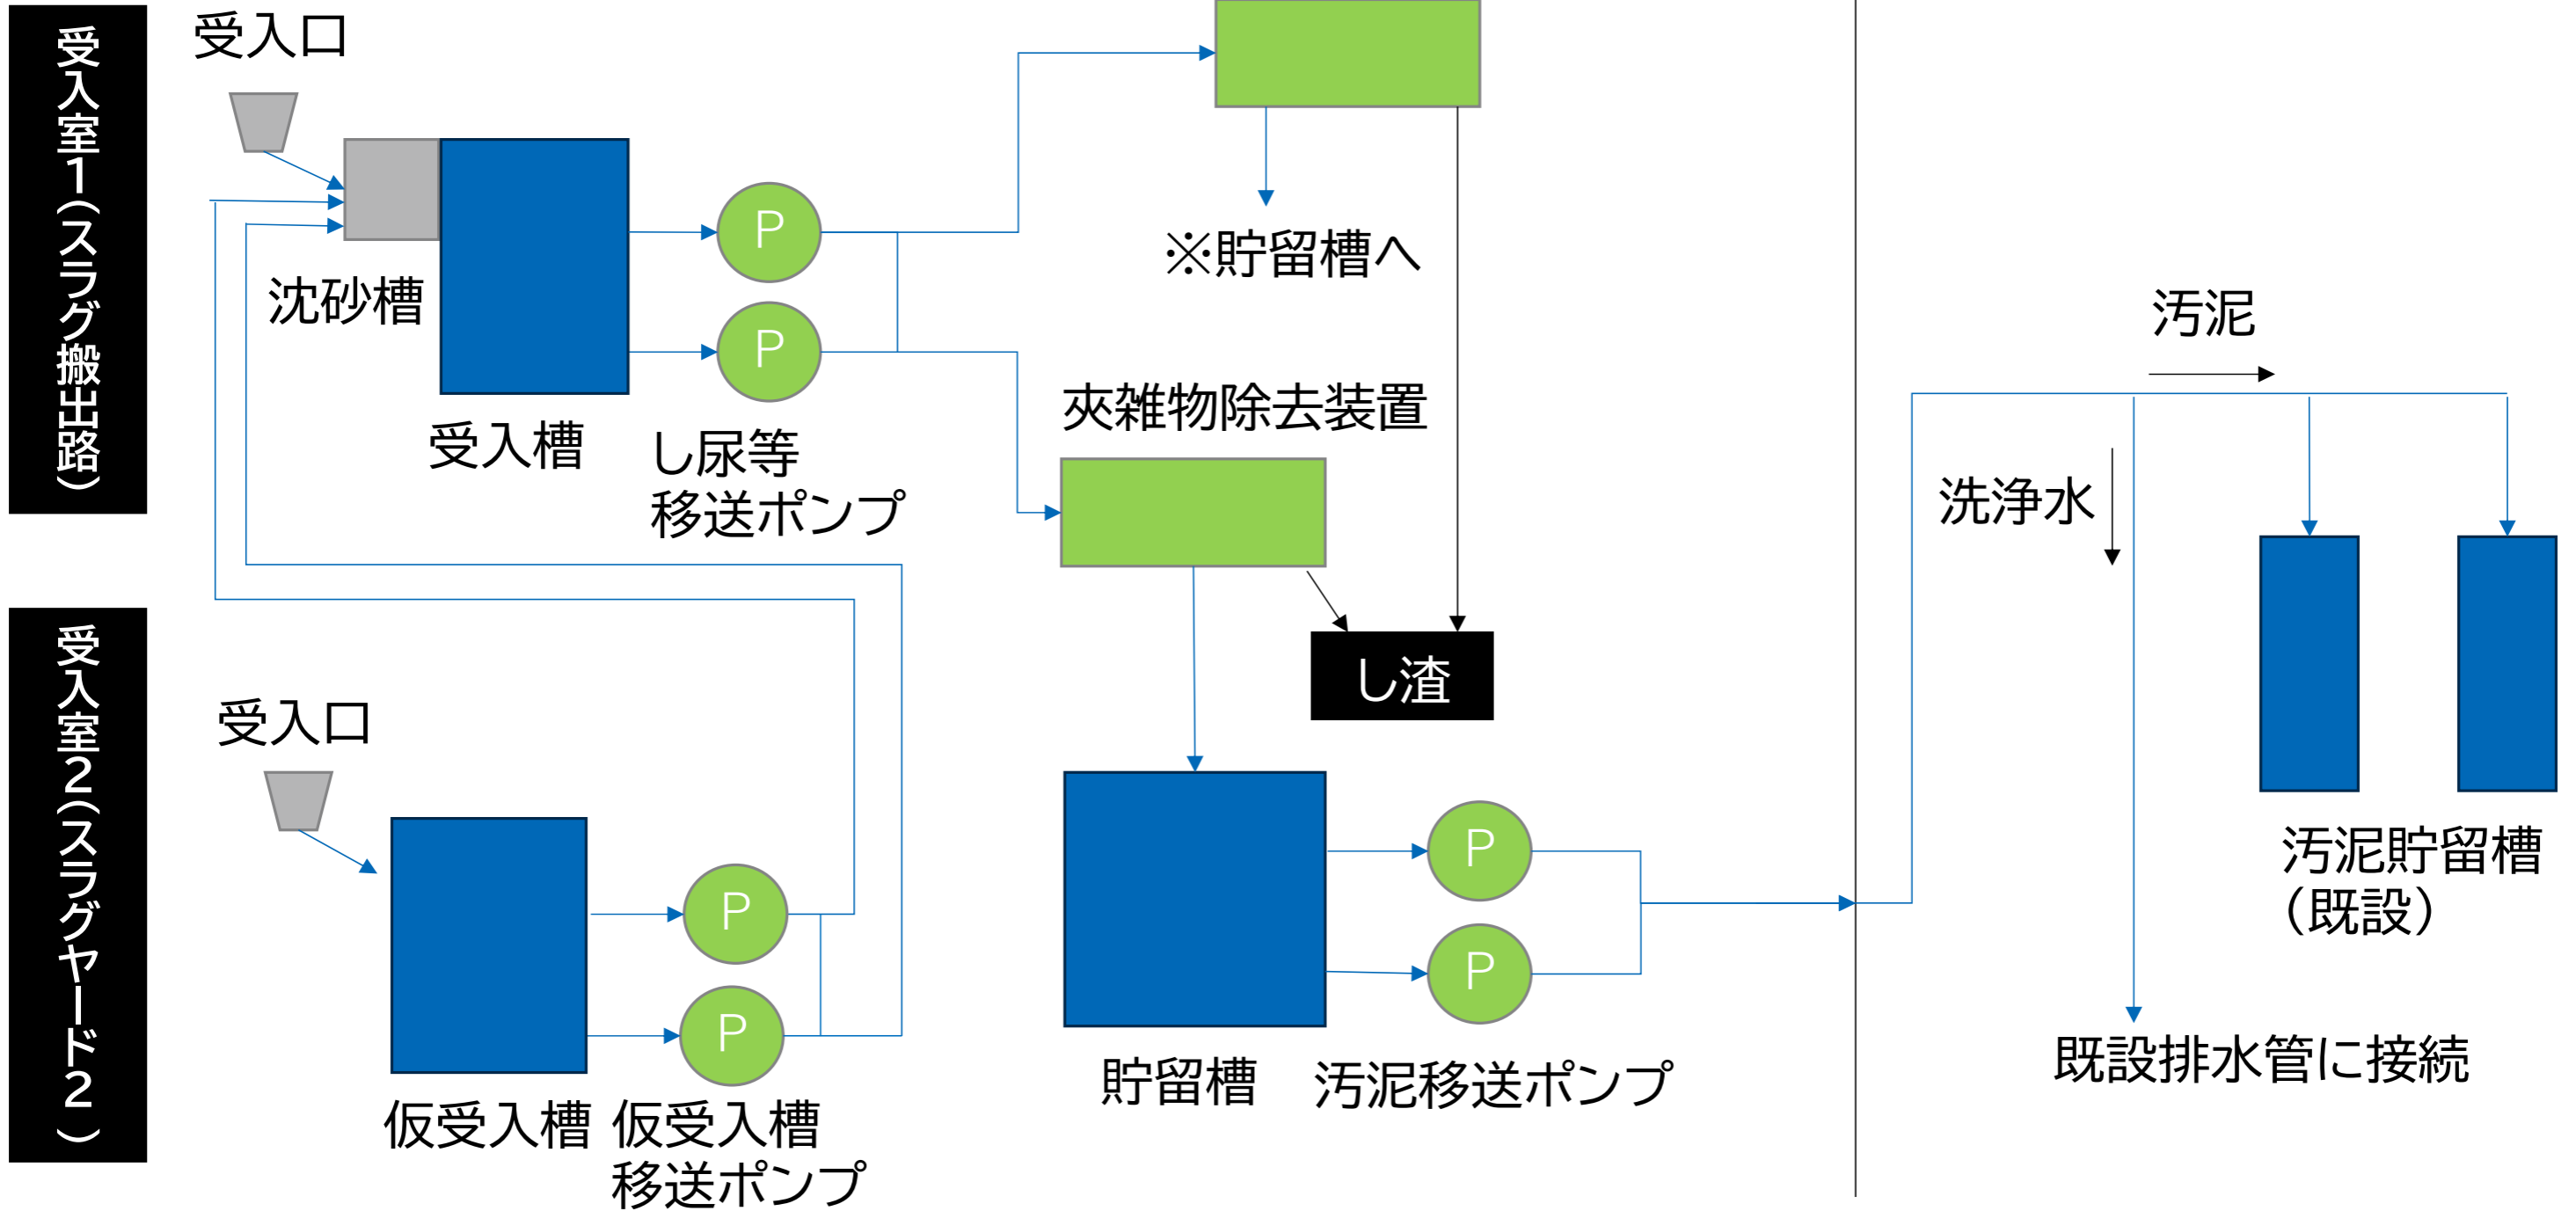 受入室1(スラグ搬出路)
受入口
沈砂槽
受入槽
P
P
し尿等
移送ポンプ
※貯留槽へ
夾雑物除去装置
し渣
受入室2(スラグヤード2)
受入口
仮受入槽
P
P
仮受入槽
移送ポンプ
貯留槽
P
P
汚泥移送ポンプ
汚泥
洗浄水
汚泥貯留槽
(既設)
既設排水管に接続